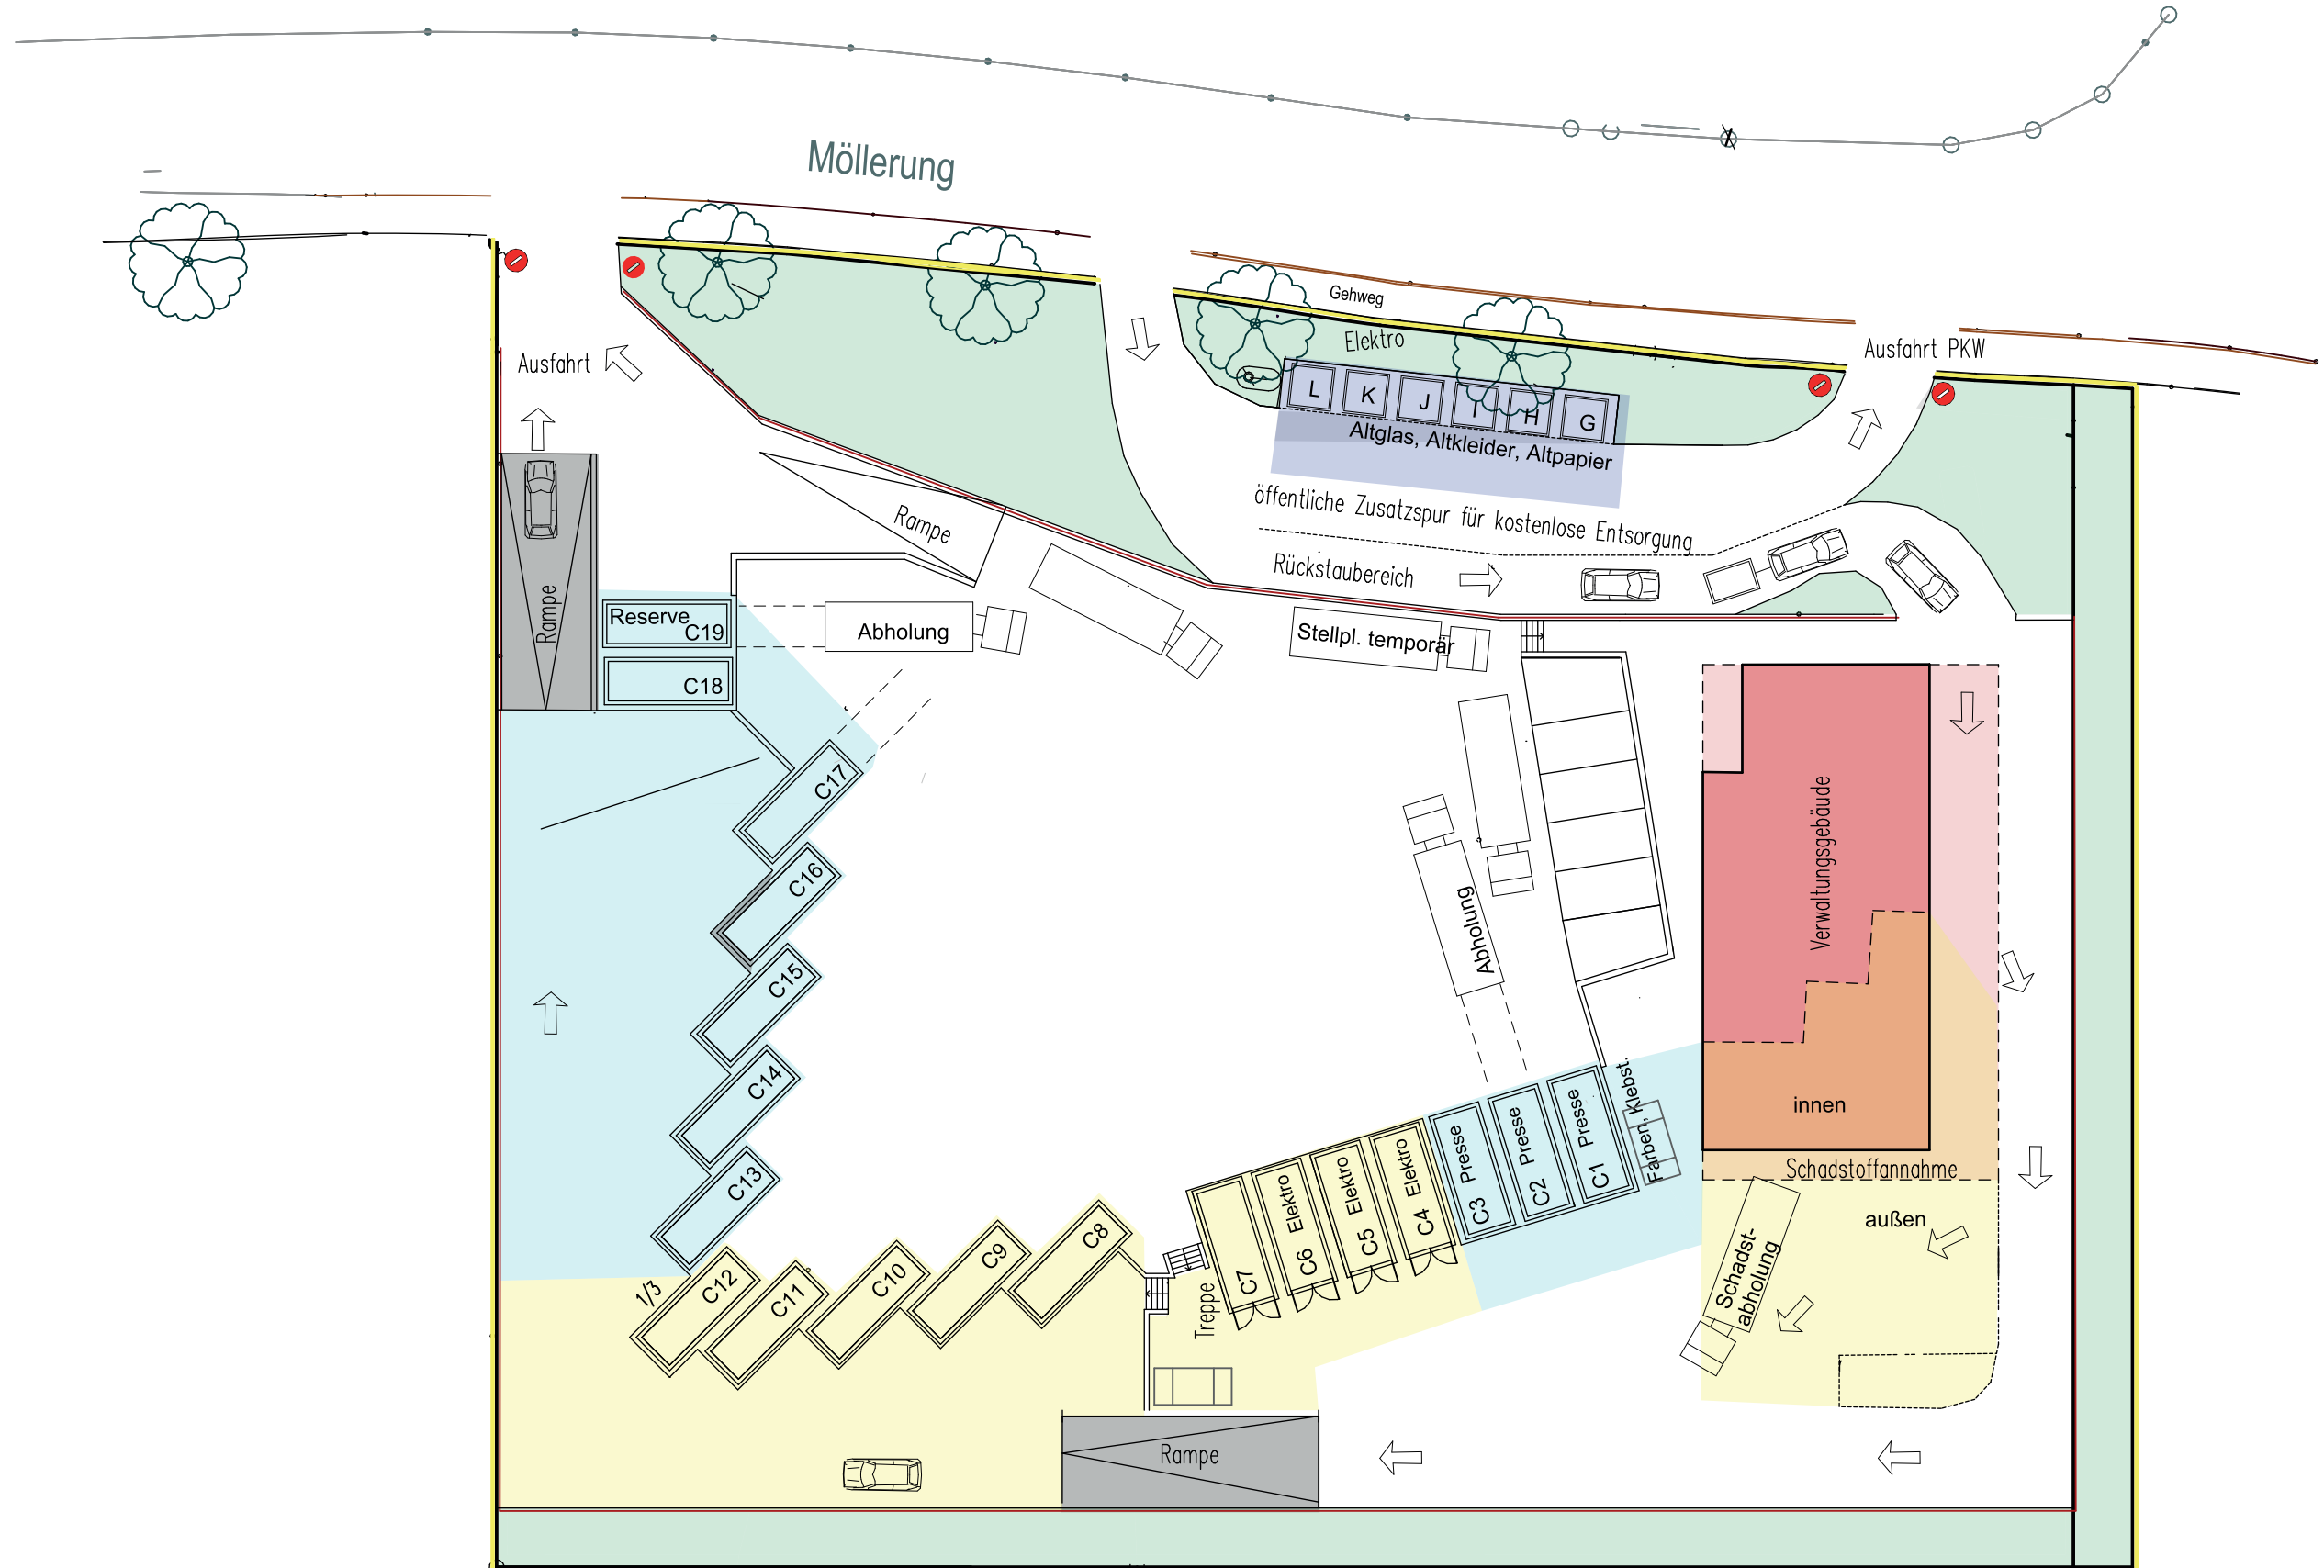 Möllerung
Gehweg
Elektro
Ausfahrt PKW
Ausfahrt
L K J I H G
Altglas, Altkleider, Altpapier
öffentliche Zusatzspur für kostenlose Entsorgung
Rampe
Rückstaubereich
Rampe
Reserve
C19
Abholung
Stellpl. temporär
C18
C17
Verwaltungsgebäude
C16
Abholung
C15
C14
innen
Farben, Klebst.
C1 Presse
C2 Presse
C3 Presse
C4 Elektro
C5 Elektro
C6 Elektro
C7
Schadstoffannahme
C13
außen
C8
C9
C10
C11
C12
1/3
Treppe
Schadst-
abholung
Rampe